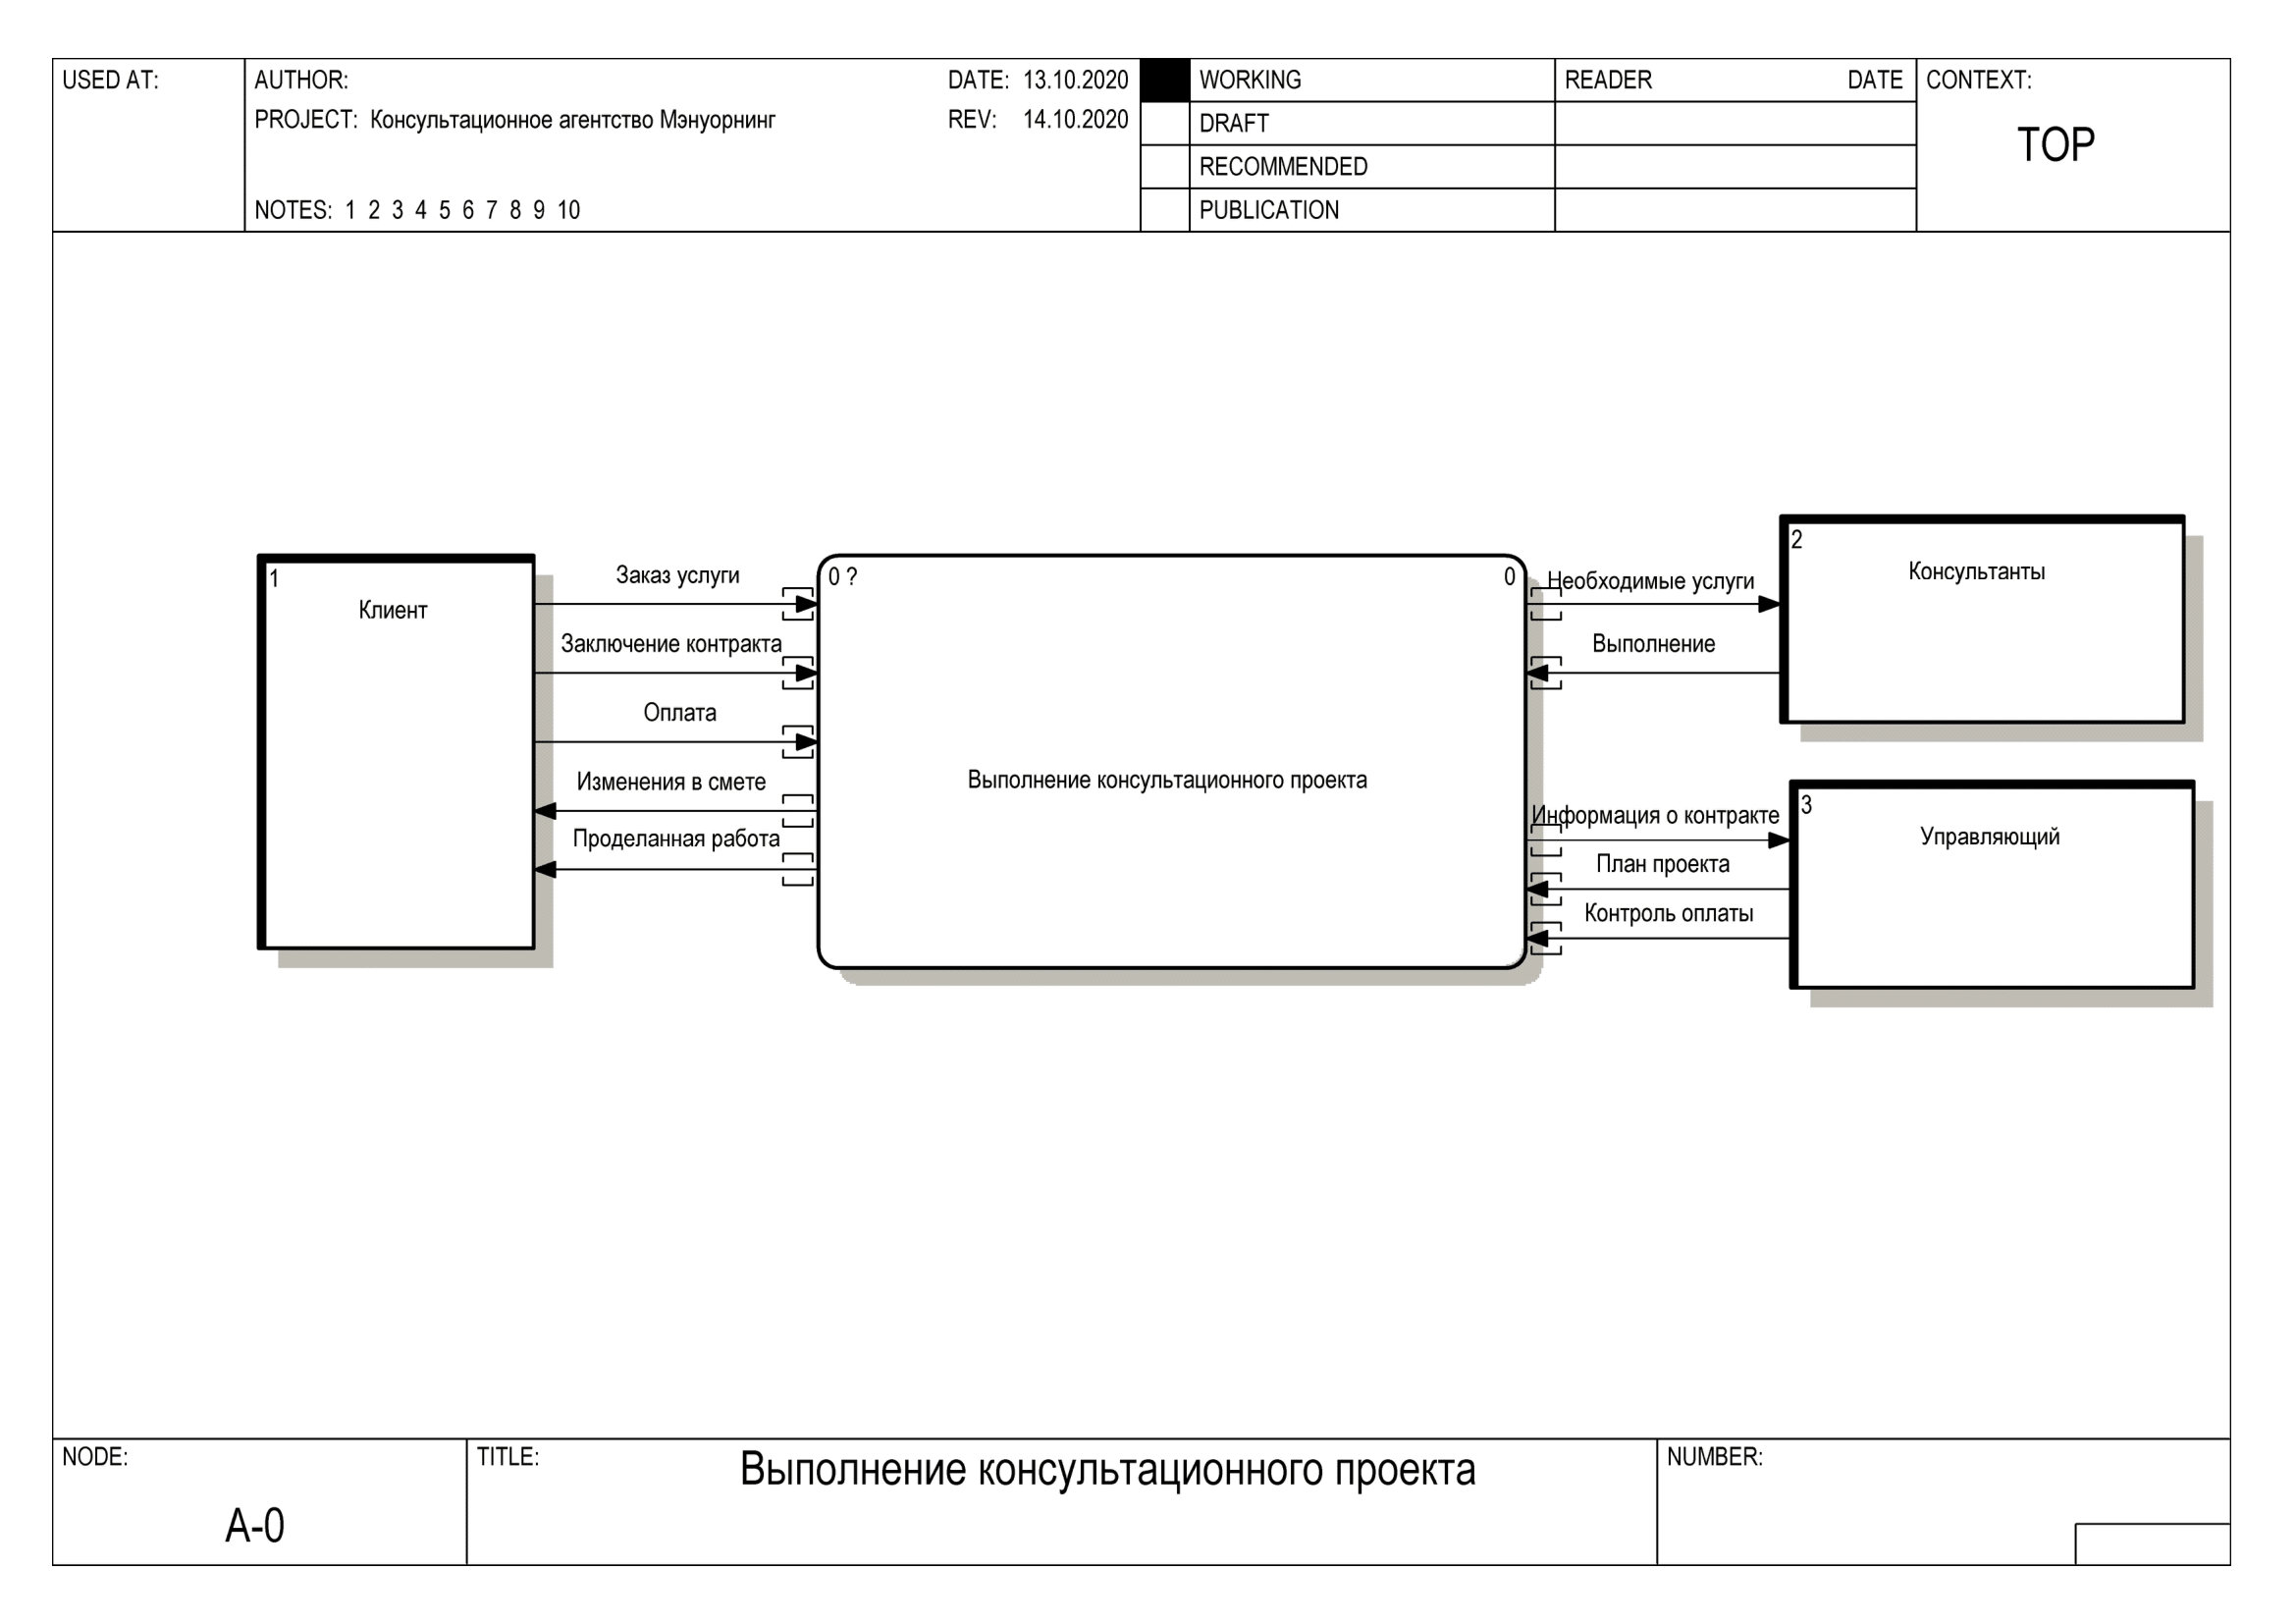 USED AT:
AUTHOR:
DATE: 13.10.2020
PROJECT: Консультационное агентство Мэнуорнинг
REV: 14.10.2020
NOTES: 1 2 3 4 5 6 7 8 9 10
WORKING
DRAFT
RECOMMENDED
PUBLICATION
READER DATE
CONTEXT:
TOP
1
Клиент
Заказ услуги
Заключение контракта
Оплата
Изменения в смете
Проделанная работа
0 ?
0
Выполнение консультационного проекта
Необходимые услуги
Выполнение
Информация о контракте
План проекта
Контроль оплаты
2
Консультанты
3
Управляющий
NODE:
A-0
TITLE:
Выполнение консультационного проекта
NUMBER: